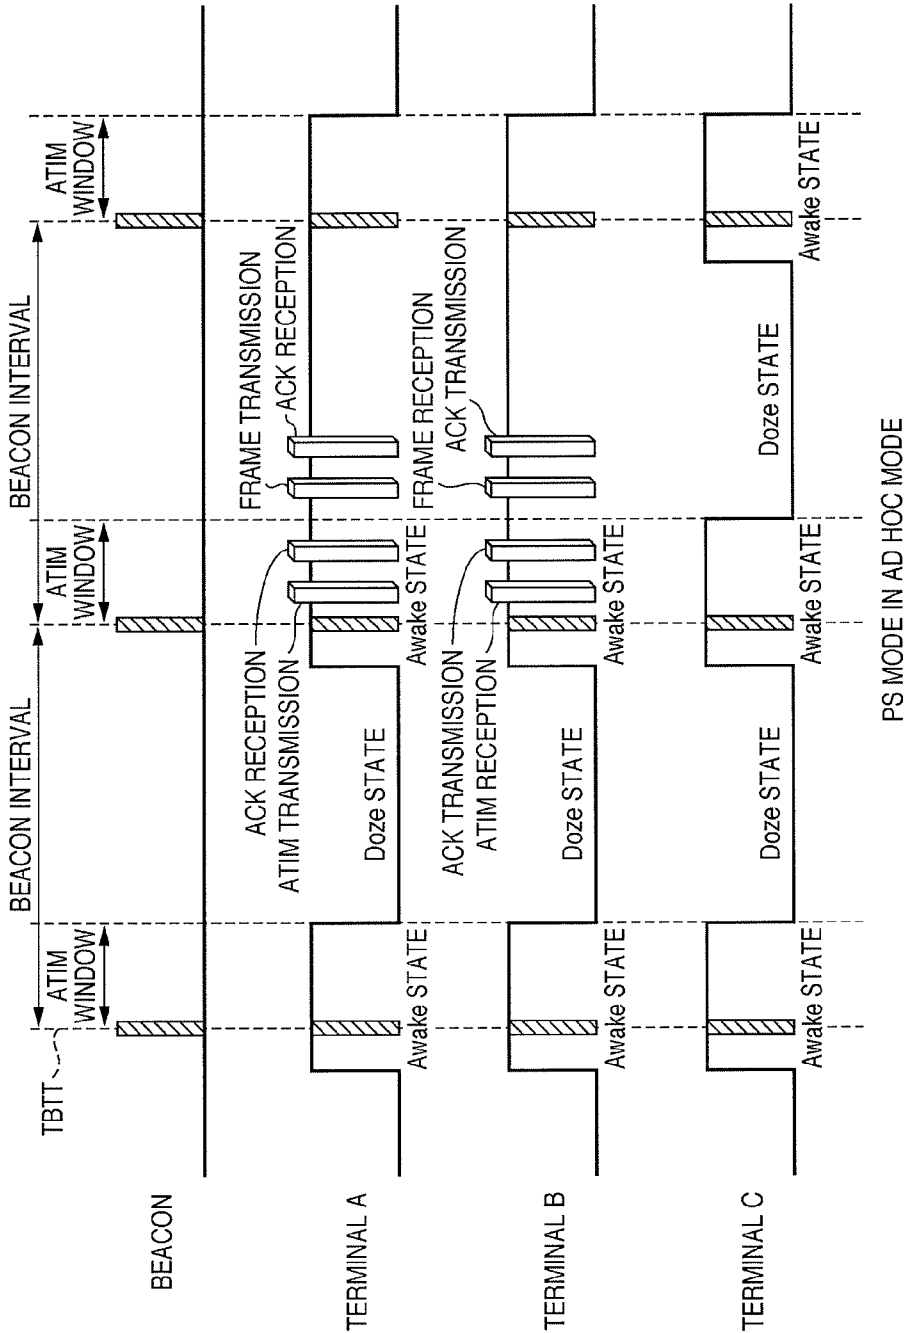 TBTT
BEACON INTERVAL
BEACON INTERVAL
ATIM
WINDOW
ATIM
WINDOW
ATIM
WINDOW
BEACON
ACK RECEPTION
ATIM TRANSMISSION
FRAME TRANSMISSION
ACK RECEPTION
TERMINAL A
Awake STATE
Doze STATE
Awake STATE
ACK TRANSMISSION
ATIM RECEPTION
FRAME RECEPTION
ACK TRANSMISSION
TERMINAL B
Awake STATE
Doze STATE
Awake STATE
TERMINAL C
Awake STATE
Doze STATE
Awake STATE
Doze STATE
Awake STATE
PS MODE IN AD HOC MODE